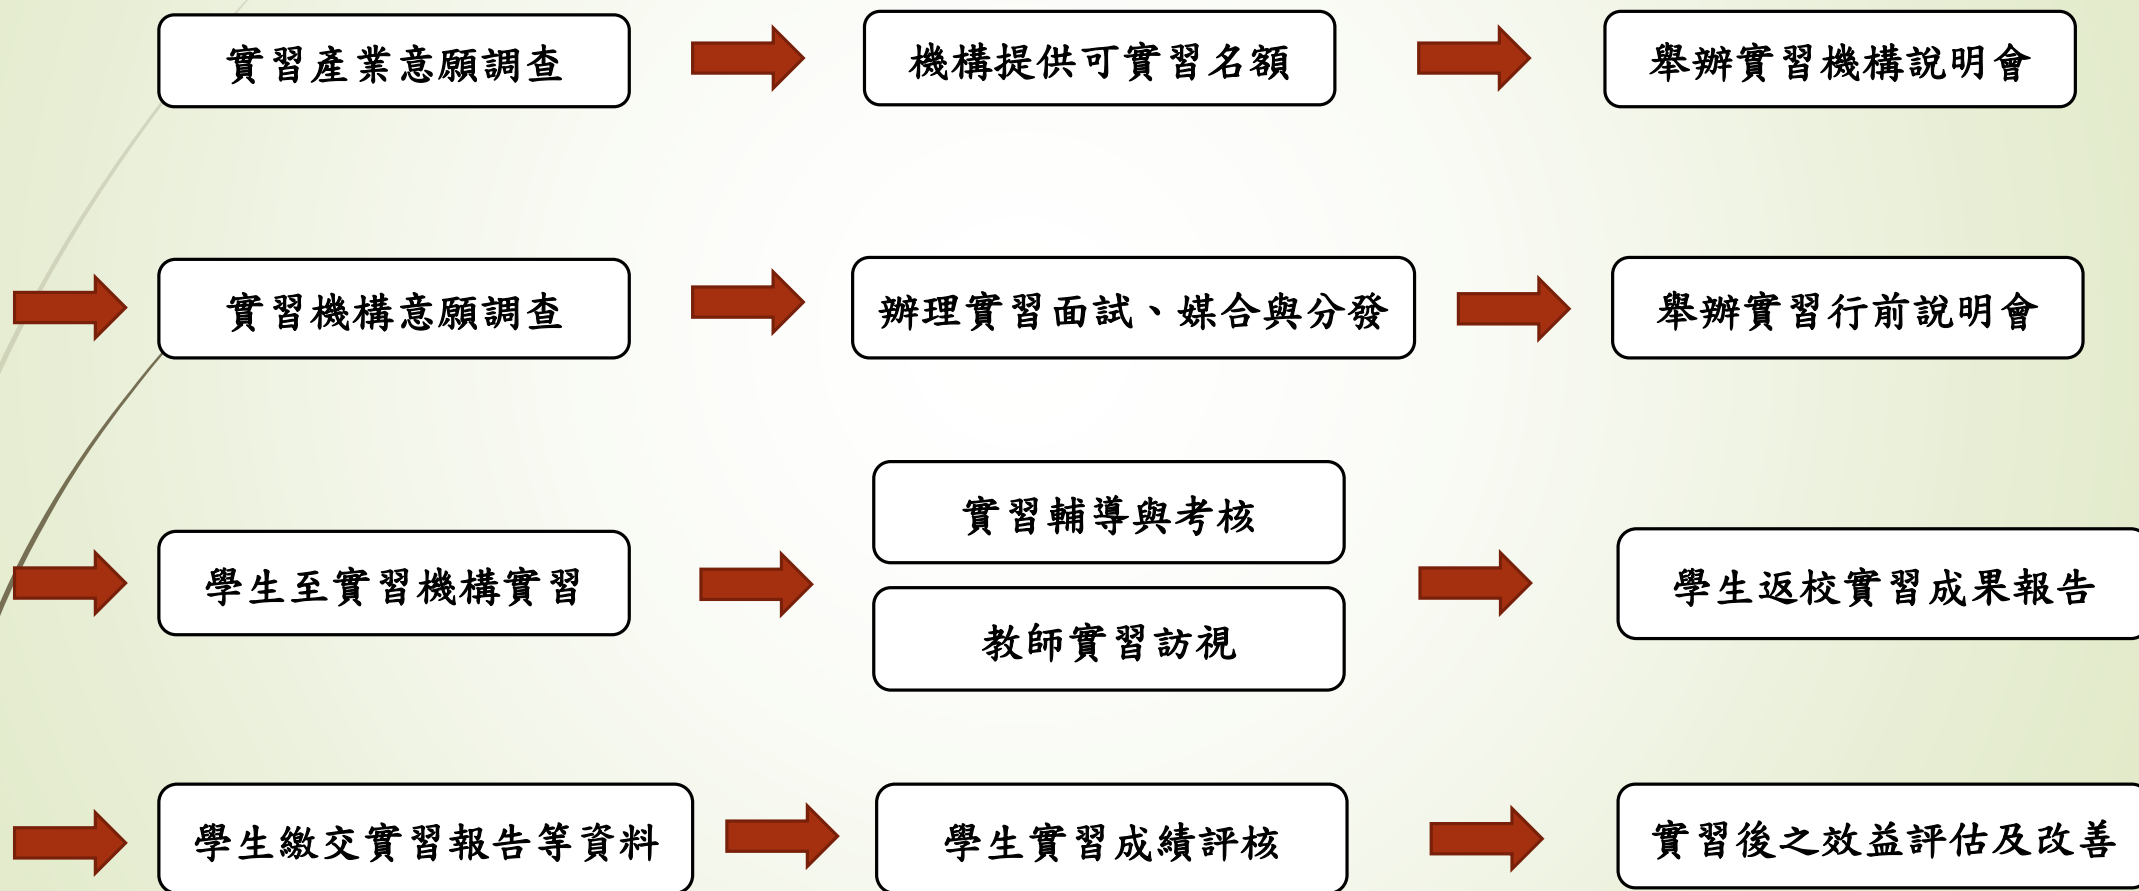 實習產業意願調查
機構提供可實習名額
舉辦實習機構說明會
實習機構意願調查
辦理實習面試、媒合與分發
舉辦實習行前說明會
學生至實習機構實習
實習輔導與考核
教師實習訪視
學生返校實習成果報告
學生繳交實習報告等資料
學生實習成績評核
實習後之效益評估及改善